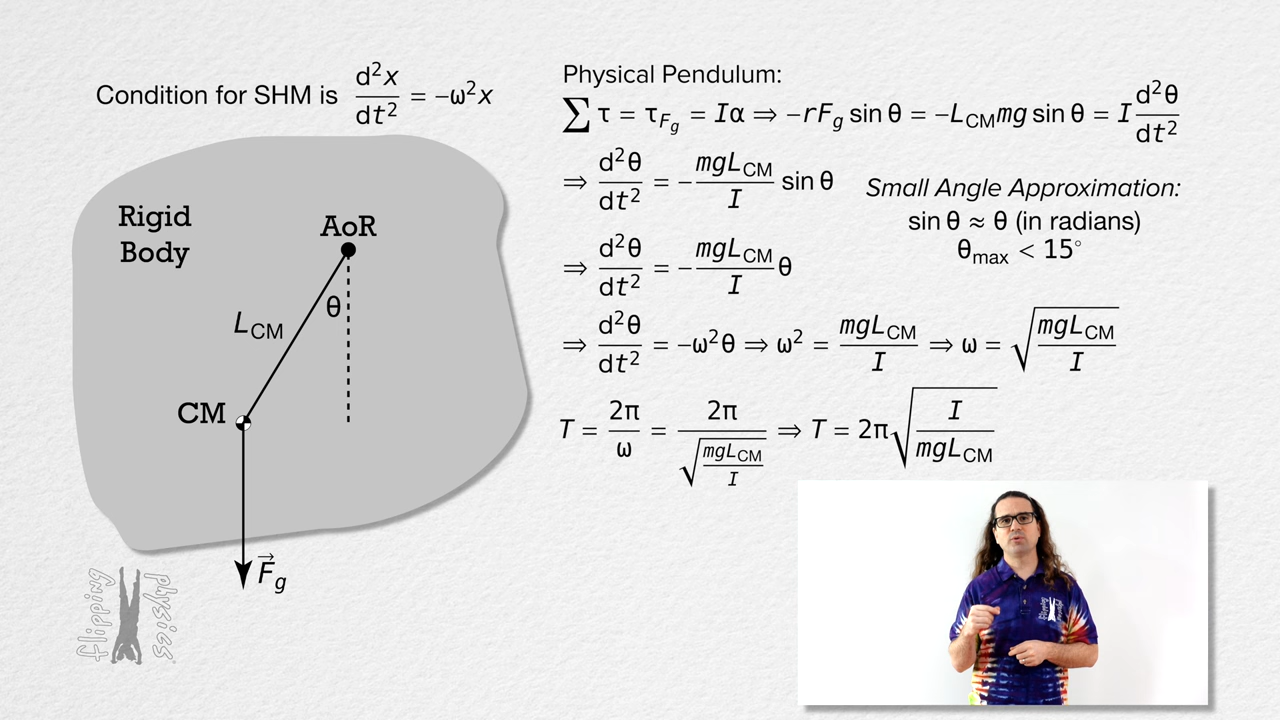 Condition for SHM is d²x/dt² = −ω²x
Rigid
Body
AoR
θ
L_CM
CM
F⃗_g
flipping physics
Physical Pendulum:
∑ τ = τ_F_g = Iα ⇒ −rF_g sin θ = −L_CM mg sin θ = I d²θ/dt²
⇒ d²θ/dt² = − mgL_CM/I sin θ
Small Angle Approximation:
sin θ ≈ θ (in radians)
θ_max < 15°
⇒ d²θ/dt² = − mgL_CM/I θ
⇒ d²θ/dt² = −ω²θ ⇒ ω² = mgL_CM/I ⇒ ω = √(mgL_CM/I)
T = 2π/ω = 2π/√(mgL_CM/I) ⇒ T = 2π√(I/mgL_CM)